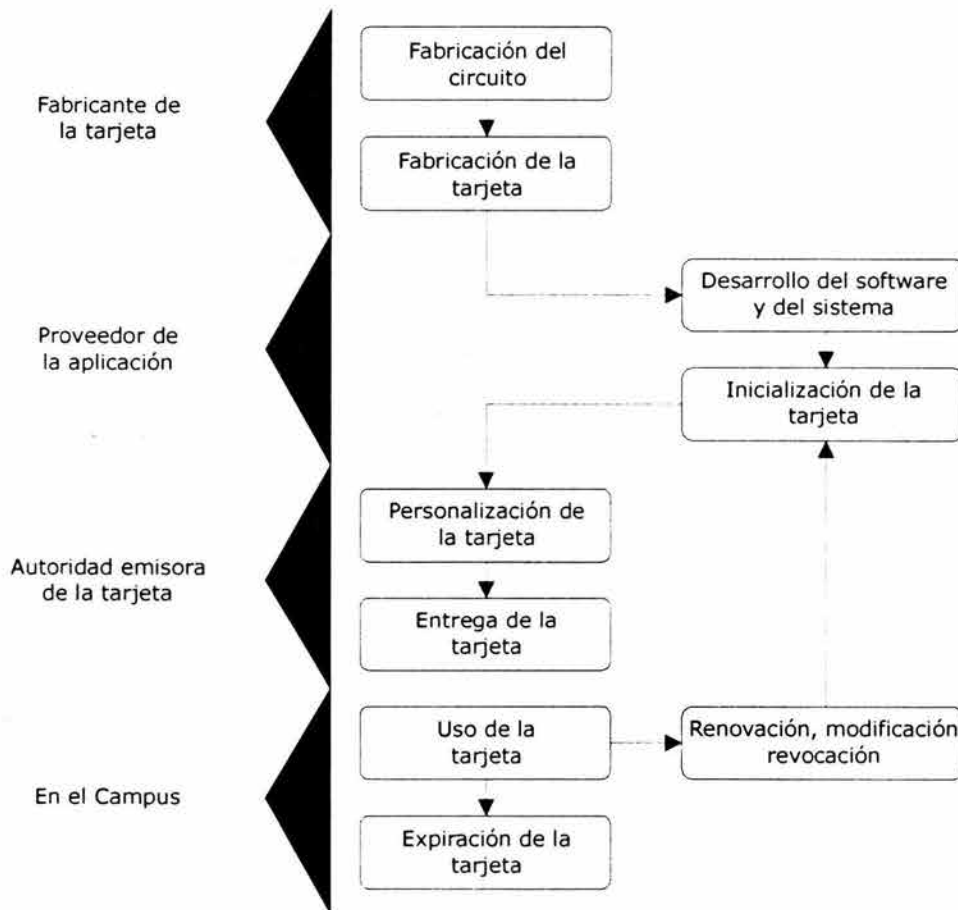 Fabricante de
la tarjeta
Fabricación del
circuito
Fabricación de la
tarjeta
Proveedor de
la aplicación
Desarrollo del software
y del sistema
Inicialización de la
tarjeta
Autoridad emisora
de la tarjeta
Personalización de
la tarjeta
Entrega de la
tarjeta
En el Campus
Uso de la
tarjeta
Renovación, modificación
revocación
Expiración de la
tarjeta